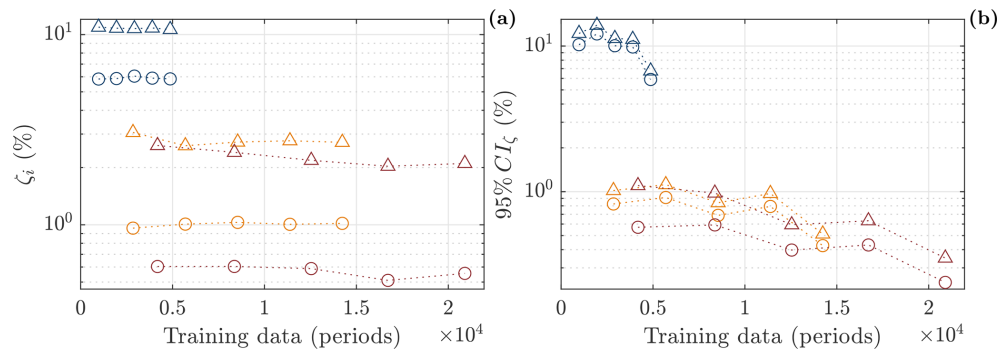 (a)
10^1
10^0
ζ_i (%)
0 0.5 1 1.5 2
Training data (periods) ×10^4
(b)
10^1
10^0
95% CI_ζ (%)
0 0.5 1 1.5 2
Training data (periods) ×10^4